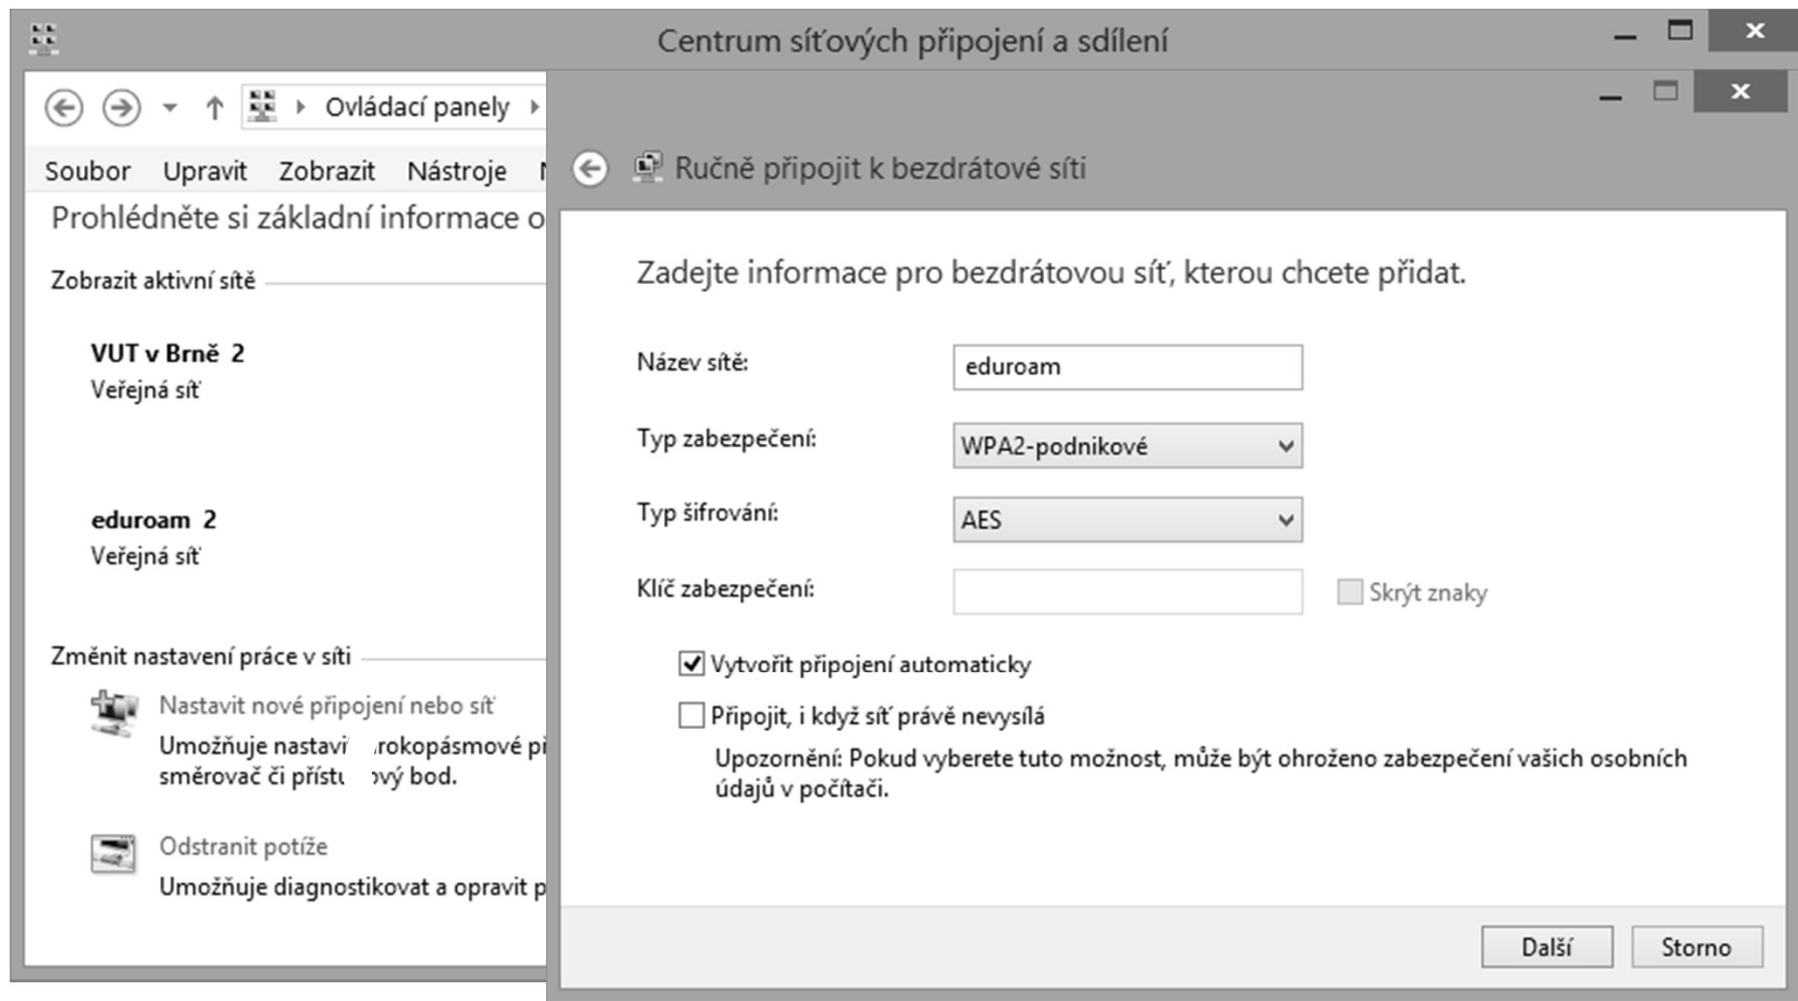 Centrum síťových připojení a sdílení
Ovládací panely
Soubor Upravit Zobrazit Nástroje
Prohlédněte si základní informace o
Zobrazit aktivní sítě
VUT v Brně 2
Veřejná síť
eduroam 2
Veřejná síť
Změnit nastavení práce v síti
Nastavit nové připojení nebo síť
Umožňuje nastavi rokopásmové př
směrovač či přístu ový bod.
Odstranit potíže
Umožňuje diagnostikovat a opravit p
Ručně připojit k bezdrátové síti
Zadejte informace pro bezdrátovou síť, kterou chcete přidat.
Název sítě: eduroam
Typ zabezpečení: WPA2-podnikové
Typ šifrování: AES
Klíč zabezpečení: Skrýt znaky
Vytvořit připojení automaticky
Připojit, i když síť právě nevysílá
Upozornění: Pokud vyberete tuto možnost, může být ohroženo zabezpečení vašich osobních
údajů v počítači.
Další Storno